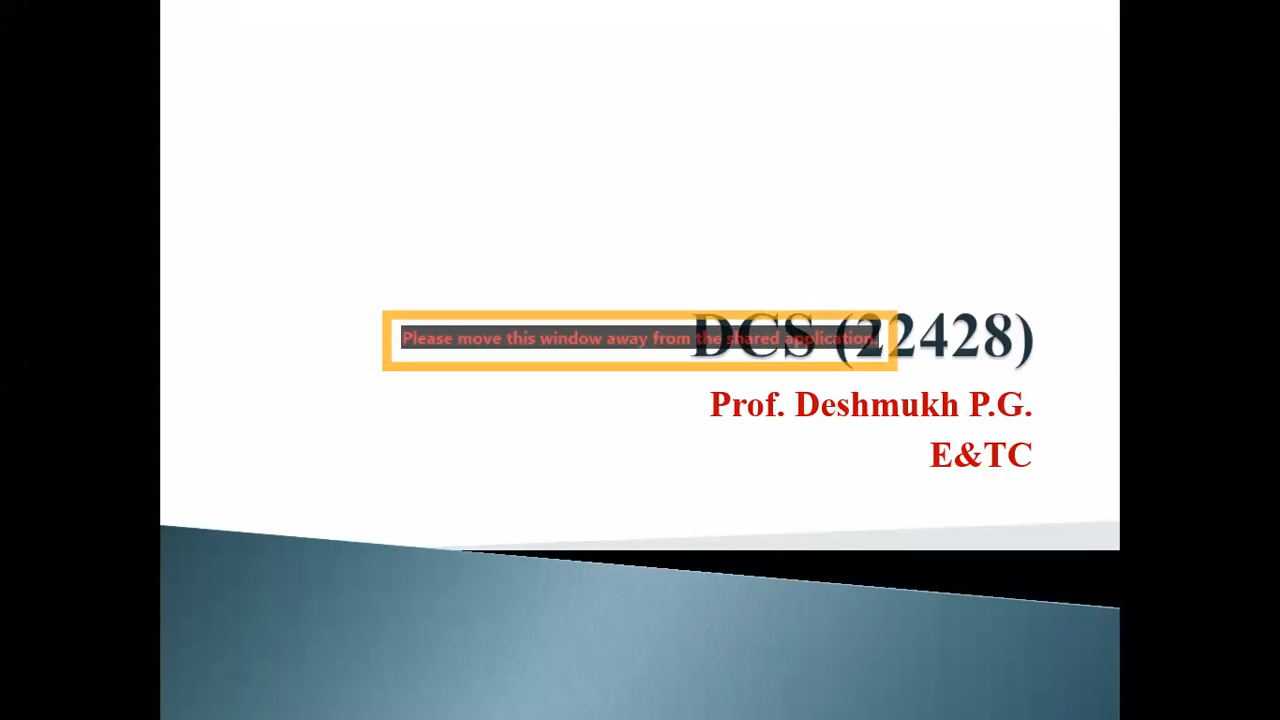 DCS (22428)
Please move this window away from the shared application.
Prof. Deshmukh P.G.
E&TC